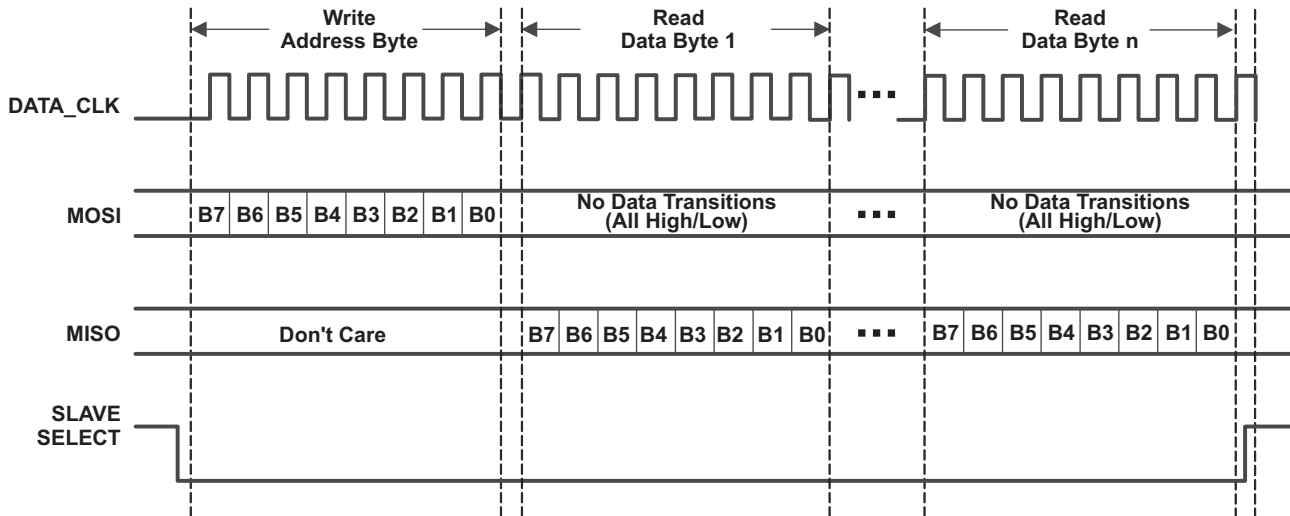 Write
Address Byte
Read
Data Byte 1
Read
Data Byte n
DATA_CLK
MOSI
B7 B6 B5 B4 B3 B2 B1 B0
No Data Transitions
(All High/Low)
No Data Transitions
(All High/Low)
MISO
Don't Care
B7 B6 B5 B4 B3 B2 B1 B0
B7 B6 B5 B4 B3 B2 B1 B0
SLAVE
SELECT